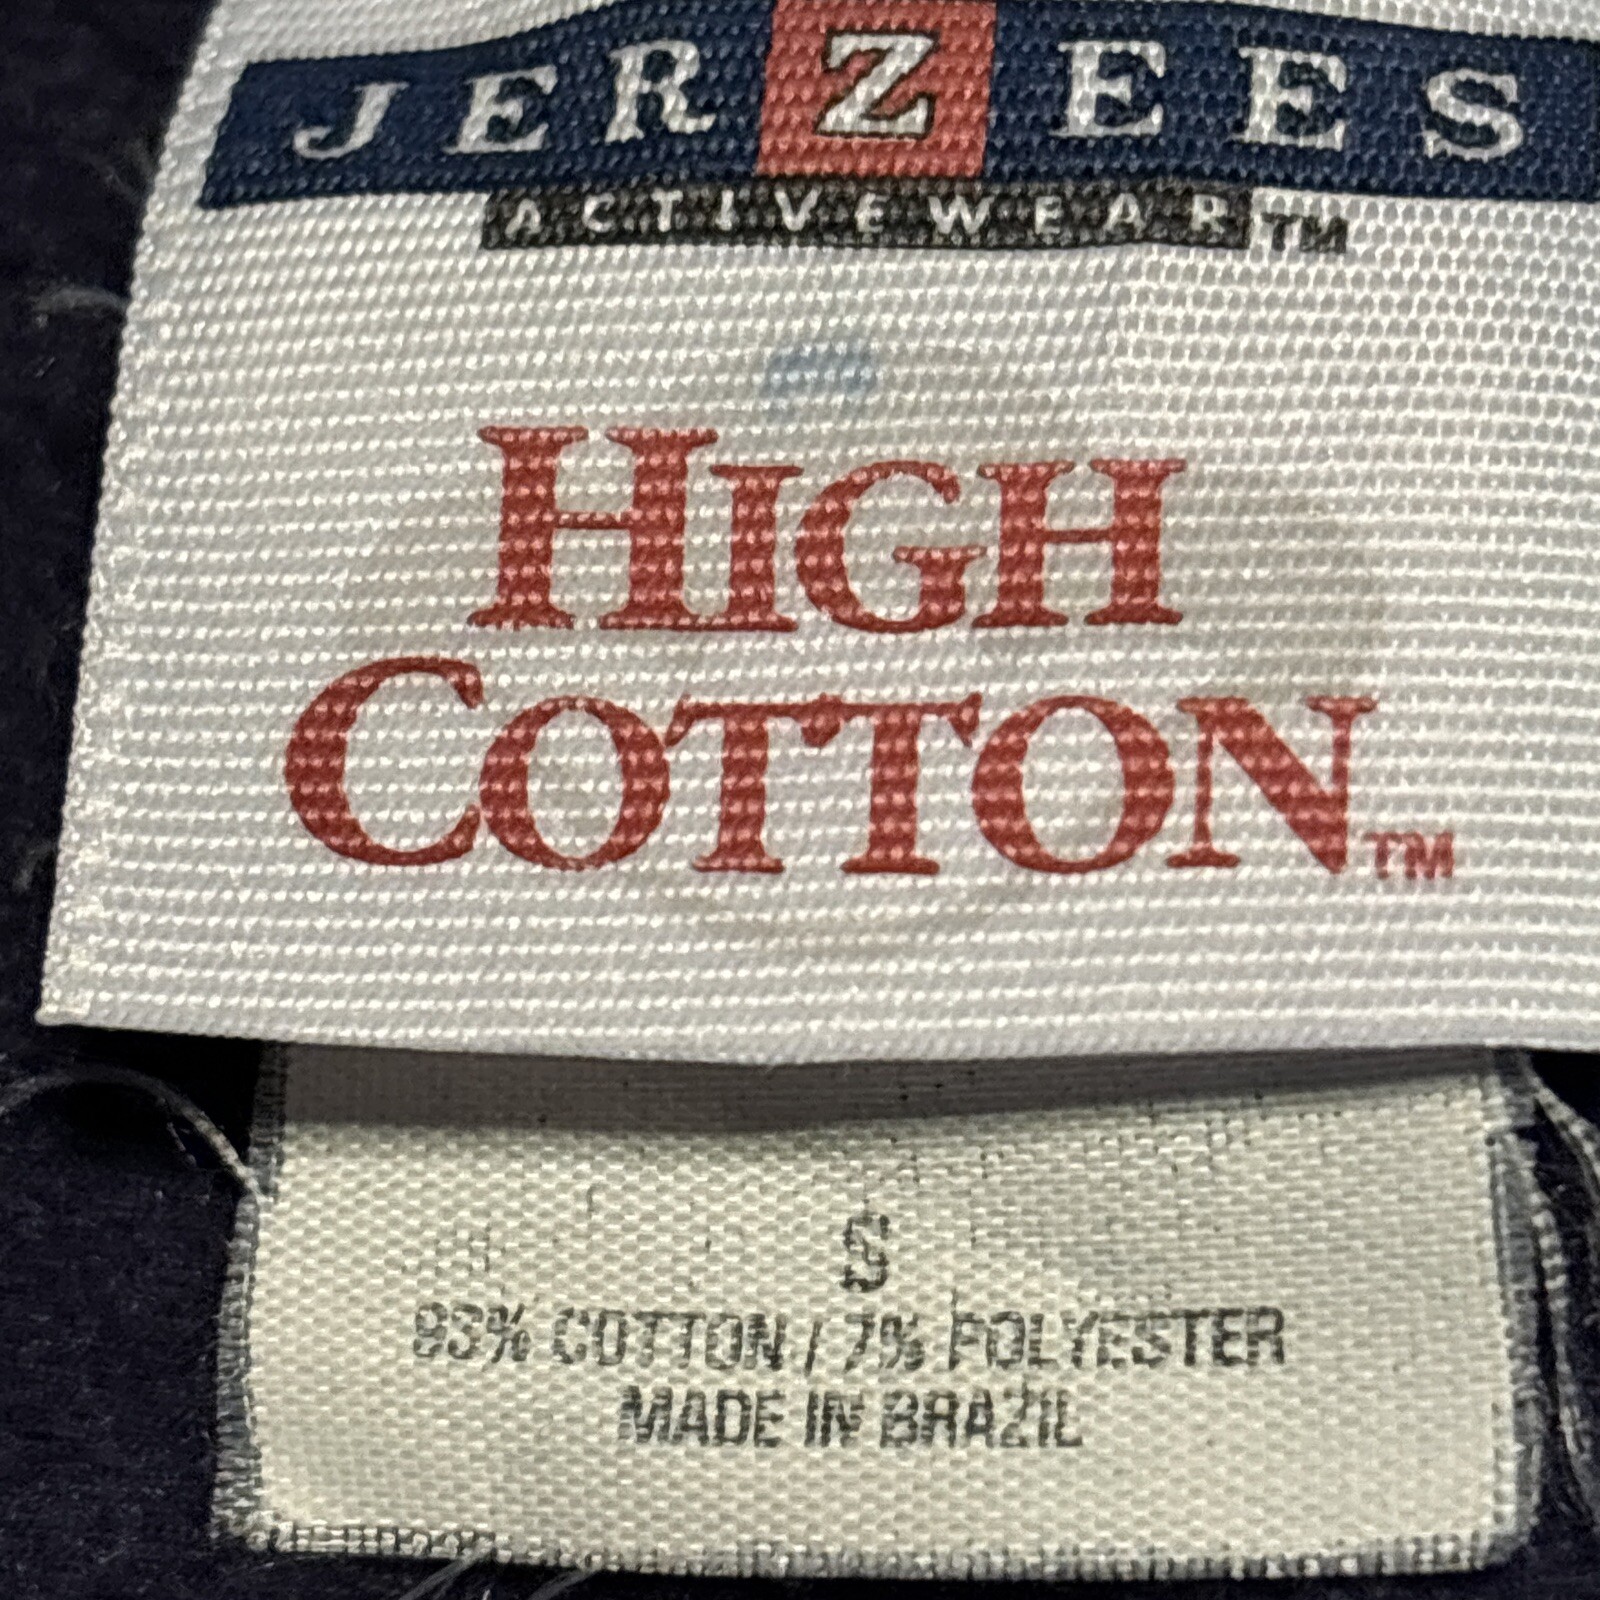 JERZEES
ACTIVEWEAR™
HIGH
COTTON™
S
93% COTTON / 7% POLYESTER
MADE IN BRAZIL